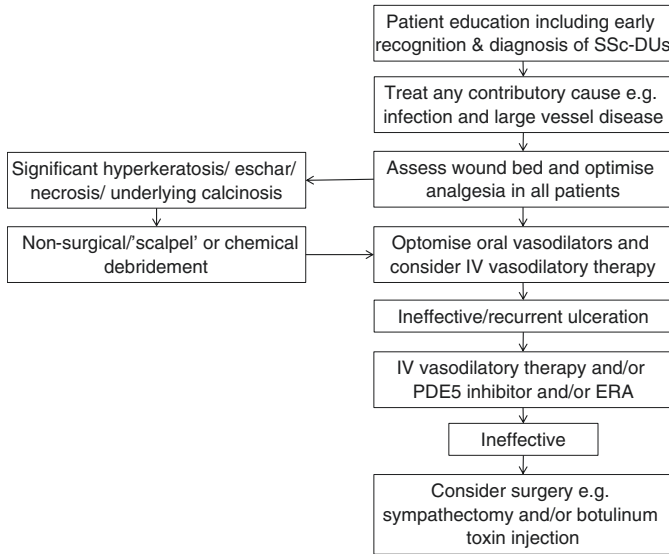 Patient education including early
recognition & diagnosis of SSc-DUs
Treat any contributory cause e.g.
infection and large vessel disease
Significant hyperkeratosis/ eschar/
necrosis/ underlying calcinosis
Assess wound bed and optimise
analgesia in all patients
Non-surgical/'scalpel' or chemical
debridement
Optomise oral vasodilators and
consider IV vasodilatory therapy
Ineffective/recurrent ulceration
IV vasodilatory therapy and/or
PDE5 inhibitor and/or ERA
Ineffective
Consider surgery e.g.
sympathectomy and/or botulinum
toxin injection